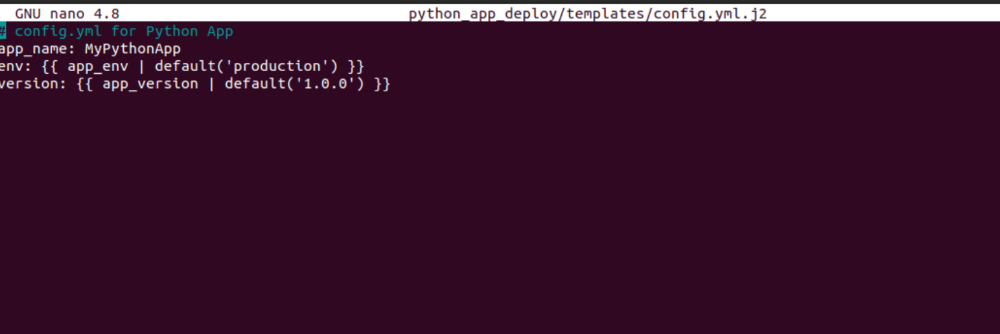 GNU nano 4.8 python_app_deploy/templates/config.yml.j2
# config.yml for Python App
app_name: MyPythonApp
env: {{ app_env | default('production') }}
version: {{ app_version | default('1.0.0') }}